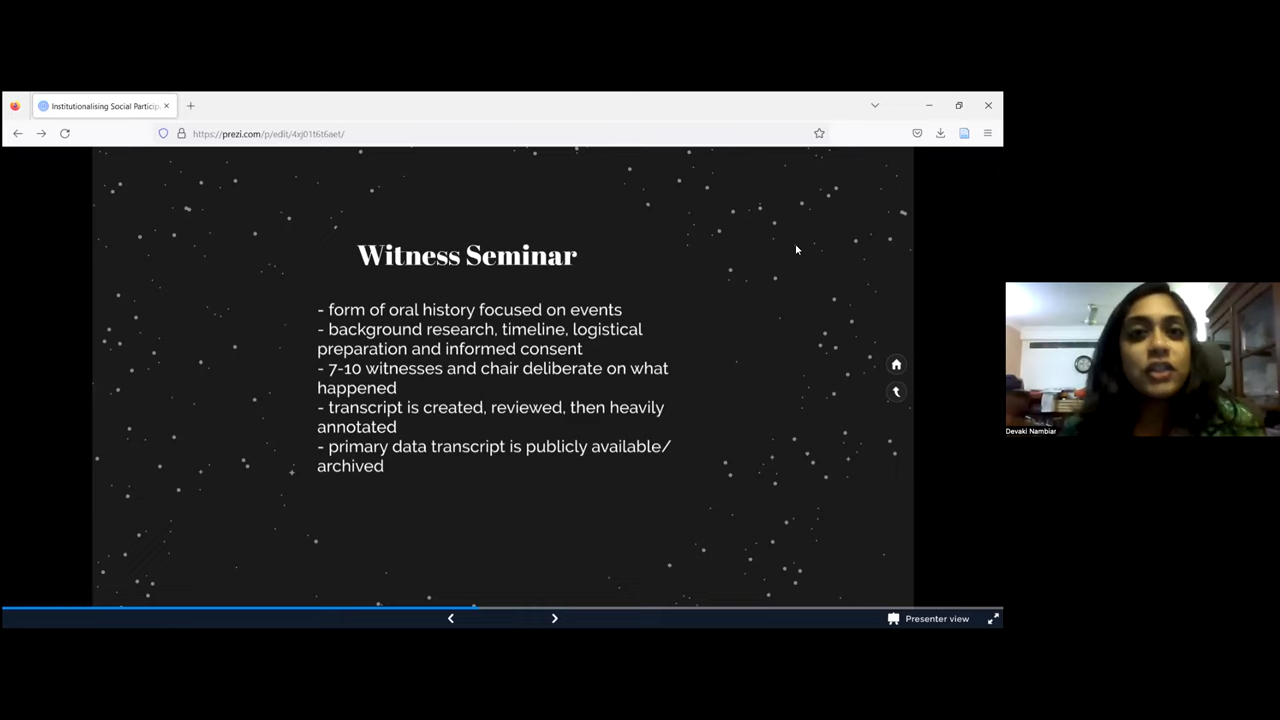 Institutionalising Social Particip
https://prezi.com/p/edit/4xj01t6t6aet/
Witness Seminar
- form of oral history focused on events
- background research, timeline, logistical
preparation and informed consent
- 7-10 witnesses and chair deliberate on what
happened
- transcript is created, reviewed, then heavily
annotated
- primary data transcript is publicly available/
archived
Devaki Nambiar
Presenter view